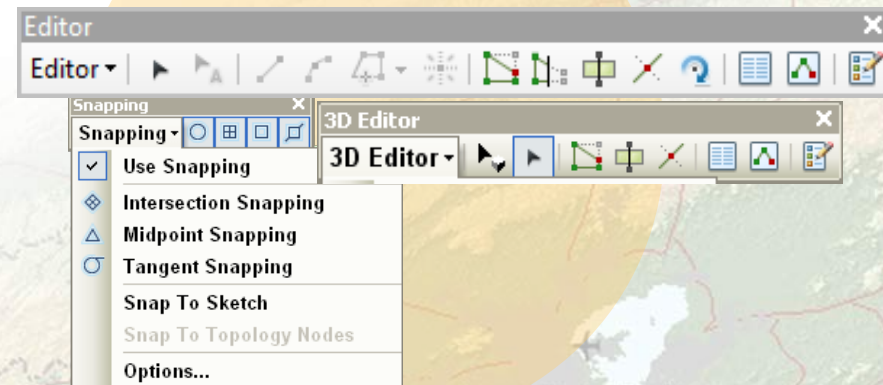 Editor
Editor
Snapping
Snapping
Use Snapping
Intersection Snapping
Midpoint Snapping
Tangent Snapping
Snap To Sketch
Snap To Topology Nodes
Options...
3D Editor
3D Editor